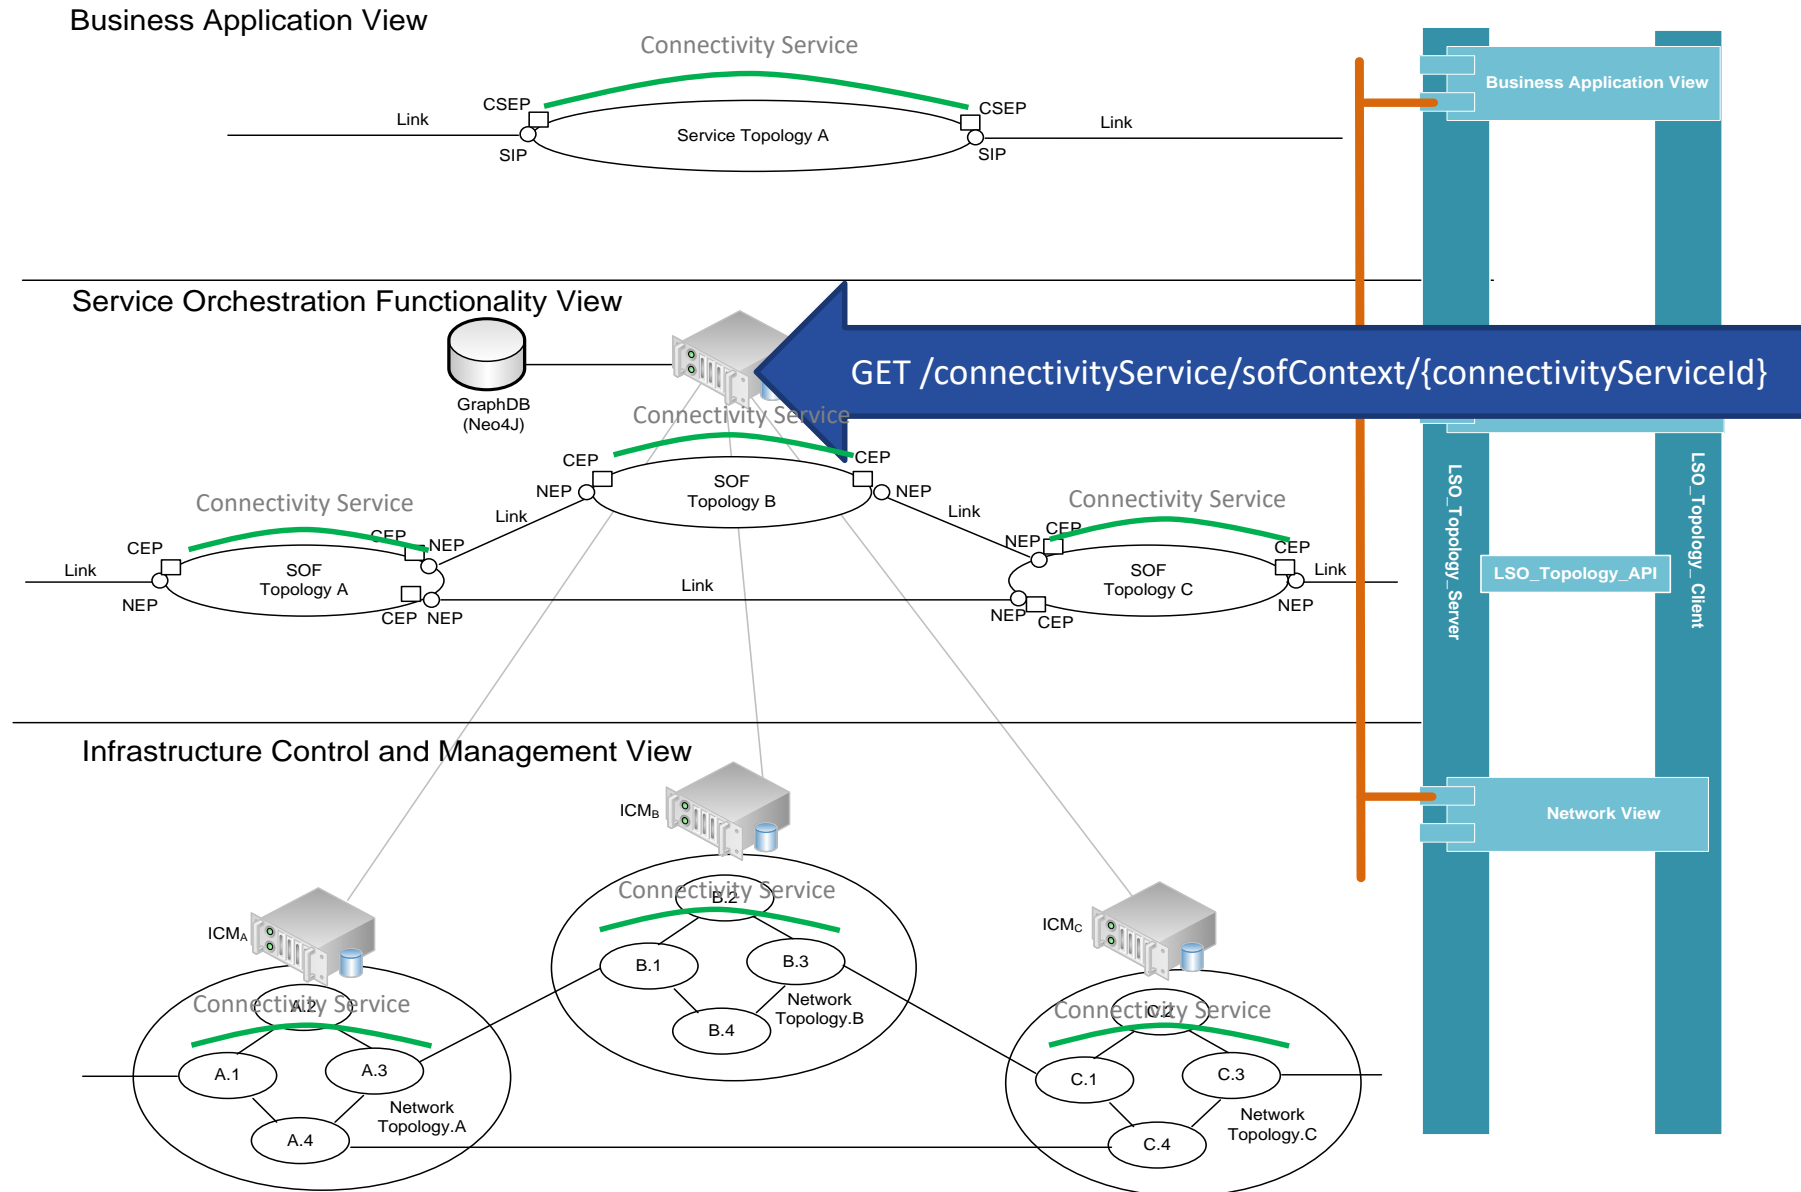 Business Application View
Connectivity Service
CSEP
CSEP
Link
Link
Service Topology A
SIP
SIP
Business Application View
Service Orchestration Functionality View
GET /connectivityService/sofContext/{connectivityServiceId}
GraphDB
(Neo4J)
Connectivity Service
CEP
CEP
SOF
Topology B
NEP
NEP
Link
Link
Connectivity Service
Connectivity Service
CEP
CEP
NEP
SOF
Topology A
Link
NEP
CEP
NEP
Link
CEP
NEP
CEP
SOF
Topology C
Link
NEP
CEP
NEP
LSO_Topology_Server
LSO_Topology_API
LSO_Topology_ Client
Infrastructure Control and Management View
ICMB
Network View
Connectivity Service
B.2
B.1
B.3
Network
Topology.B
B.4
ICMA
Connectivity Service
A.2
A.1
A.3
Network
Topology.A
A.4
ICMC
Connectivity Service
C.2
C.1
C.3
Network
Topology.C
C.4